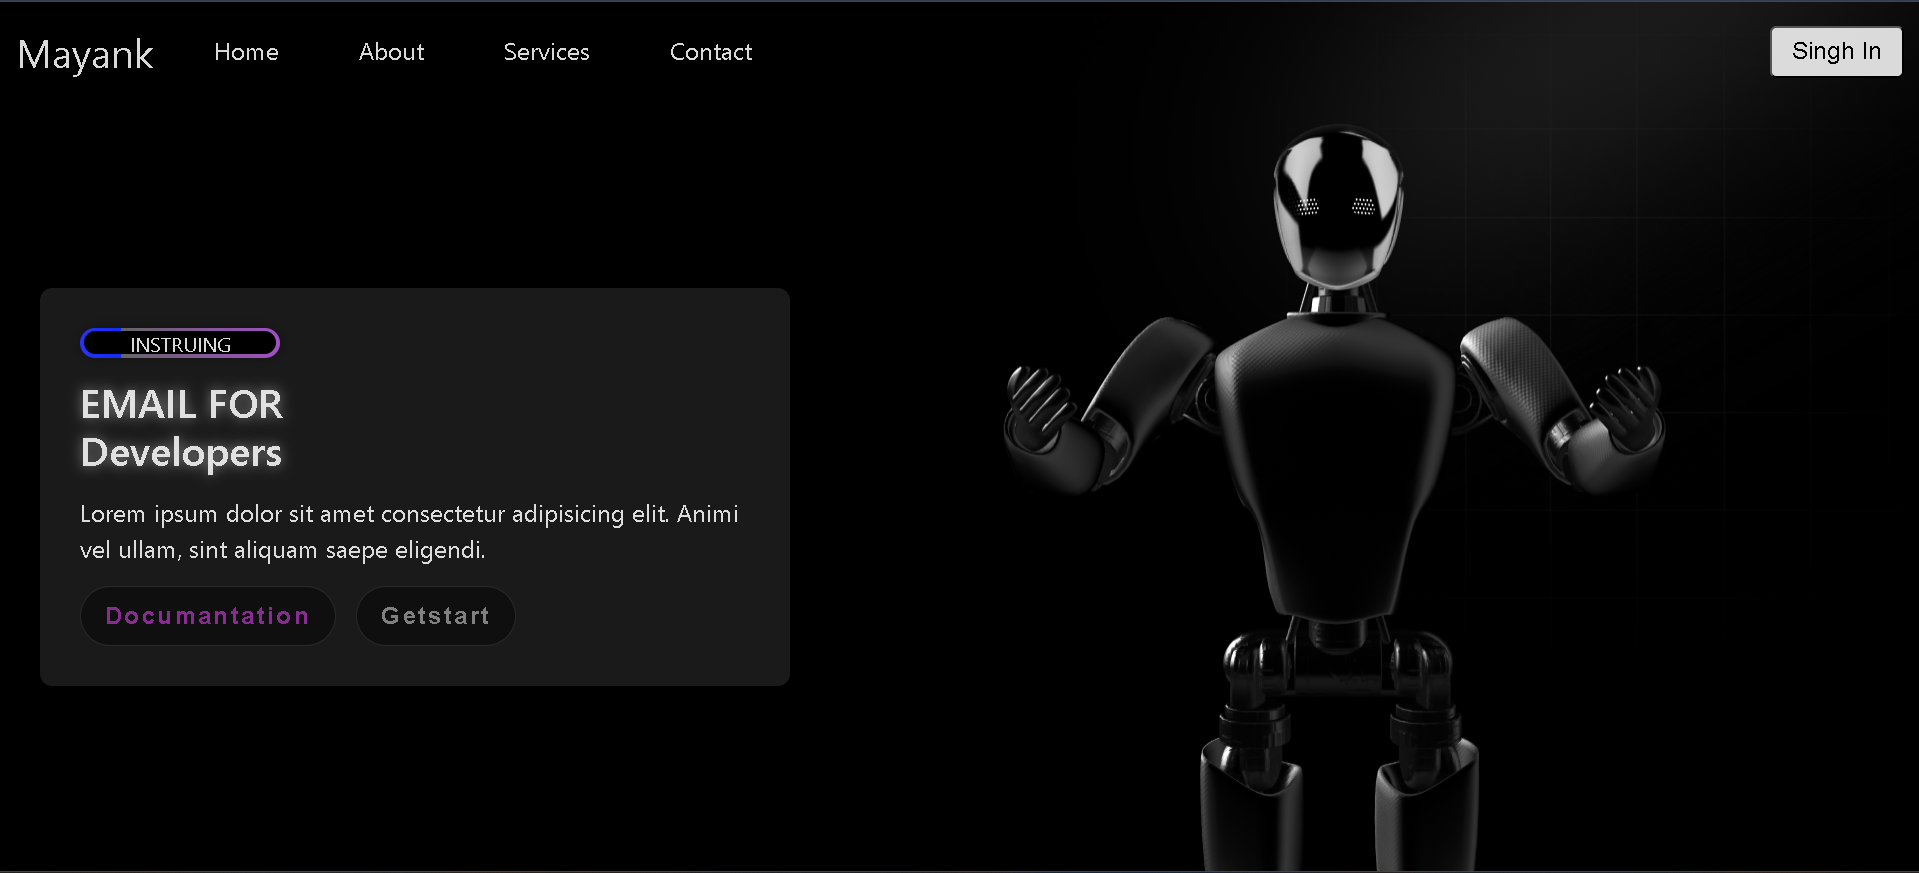 Mayank Home About Services Contact Singh In
INSTRUING
EMAIL FOR
Developers
Lorem ipsum dolor sit amet consectetur adipisicing elit. Animi
vel ullam, sint aliquam saepe eligendi.
Documantation Getstart